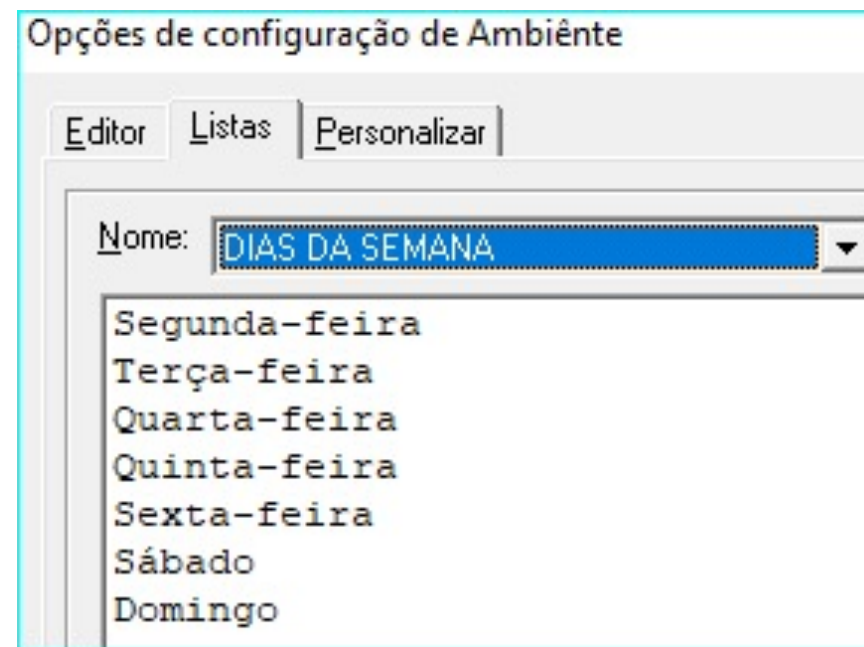 Opções de configuração de Ambiênte
Editor Listas Personalizar
Nome: DIAS DA SEMANA
Segunda-feira
Terça-feira
Quarta-feira
Quinta-feira
Sexta-feira
Sábado
Domingo